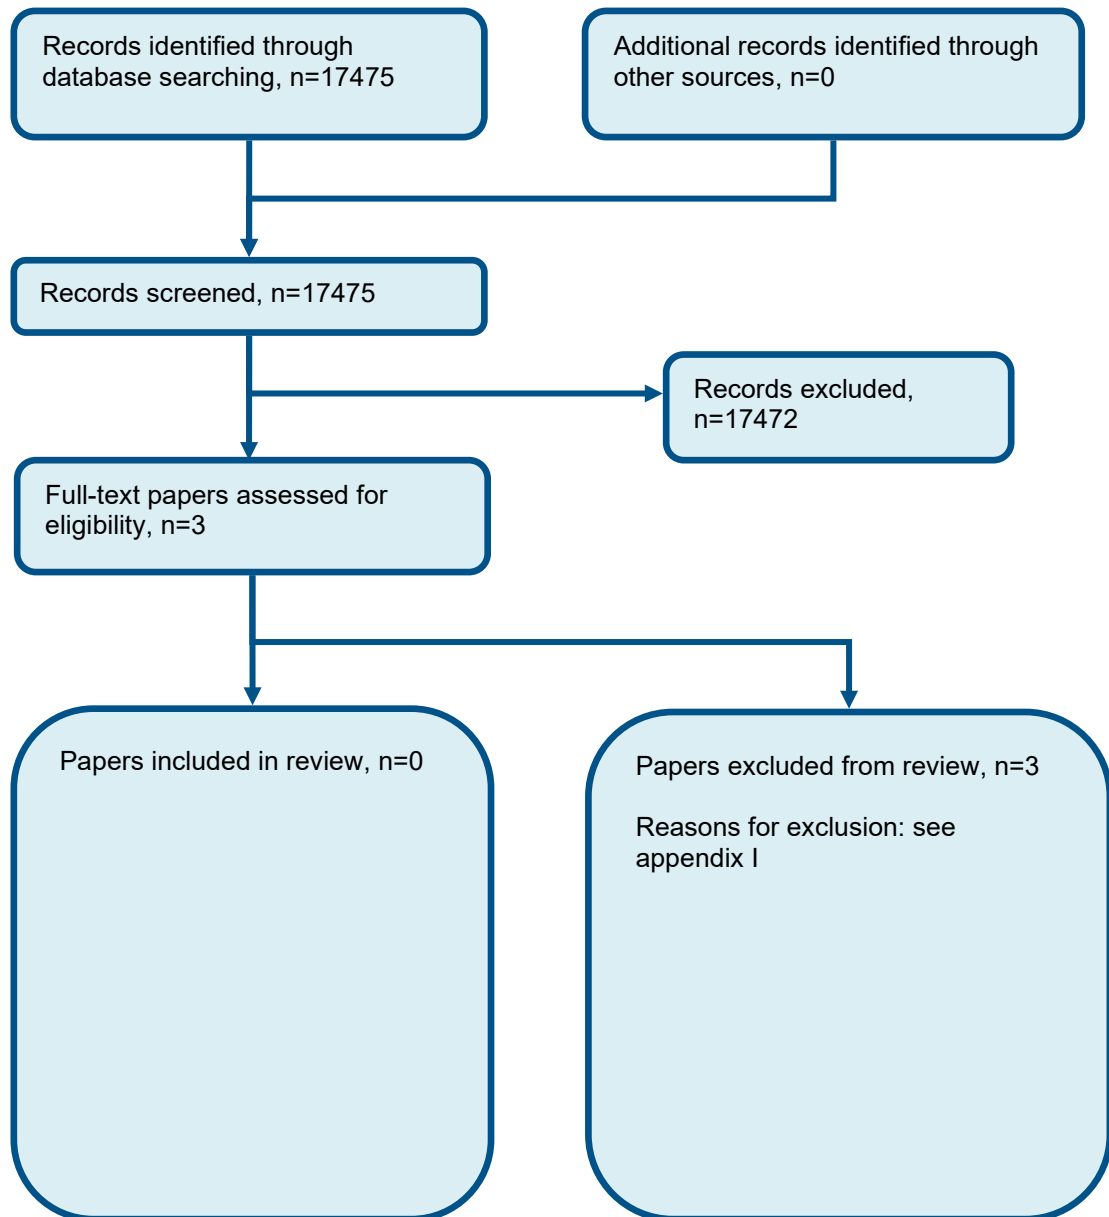 Records identified through
database searching, n=17475
Additional records identified through
other sources, n=0
Records screened, n=17475
Records excluded,
n=17472
Full-text papers assessed for
eligibility, n=3
Papers included in review, n=0
Papers excluded from review, n=3
Reasons for exclusion: see
appendix I